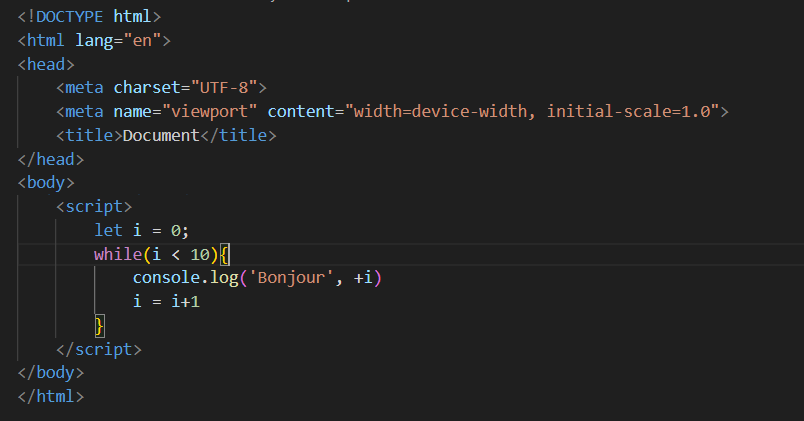 <!DOCTYPE html>
<html lang="en">
<head>
    <meta charset="UTF-8">
    <meta name="viewport" content="width=device-width, initial-scale=1.0">
    <title>Document</title>
</head>
<body>
    <script>
        let i = 0;
        while(i < 10){
            console.log('Bonjour', +i)
            i = i+1
        }
    </script>
</body>
</html>